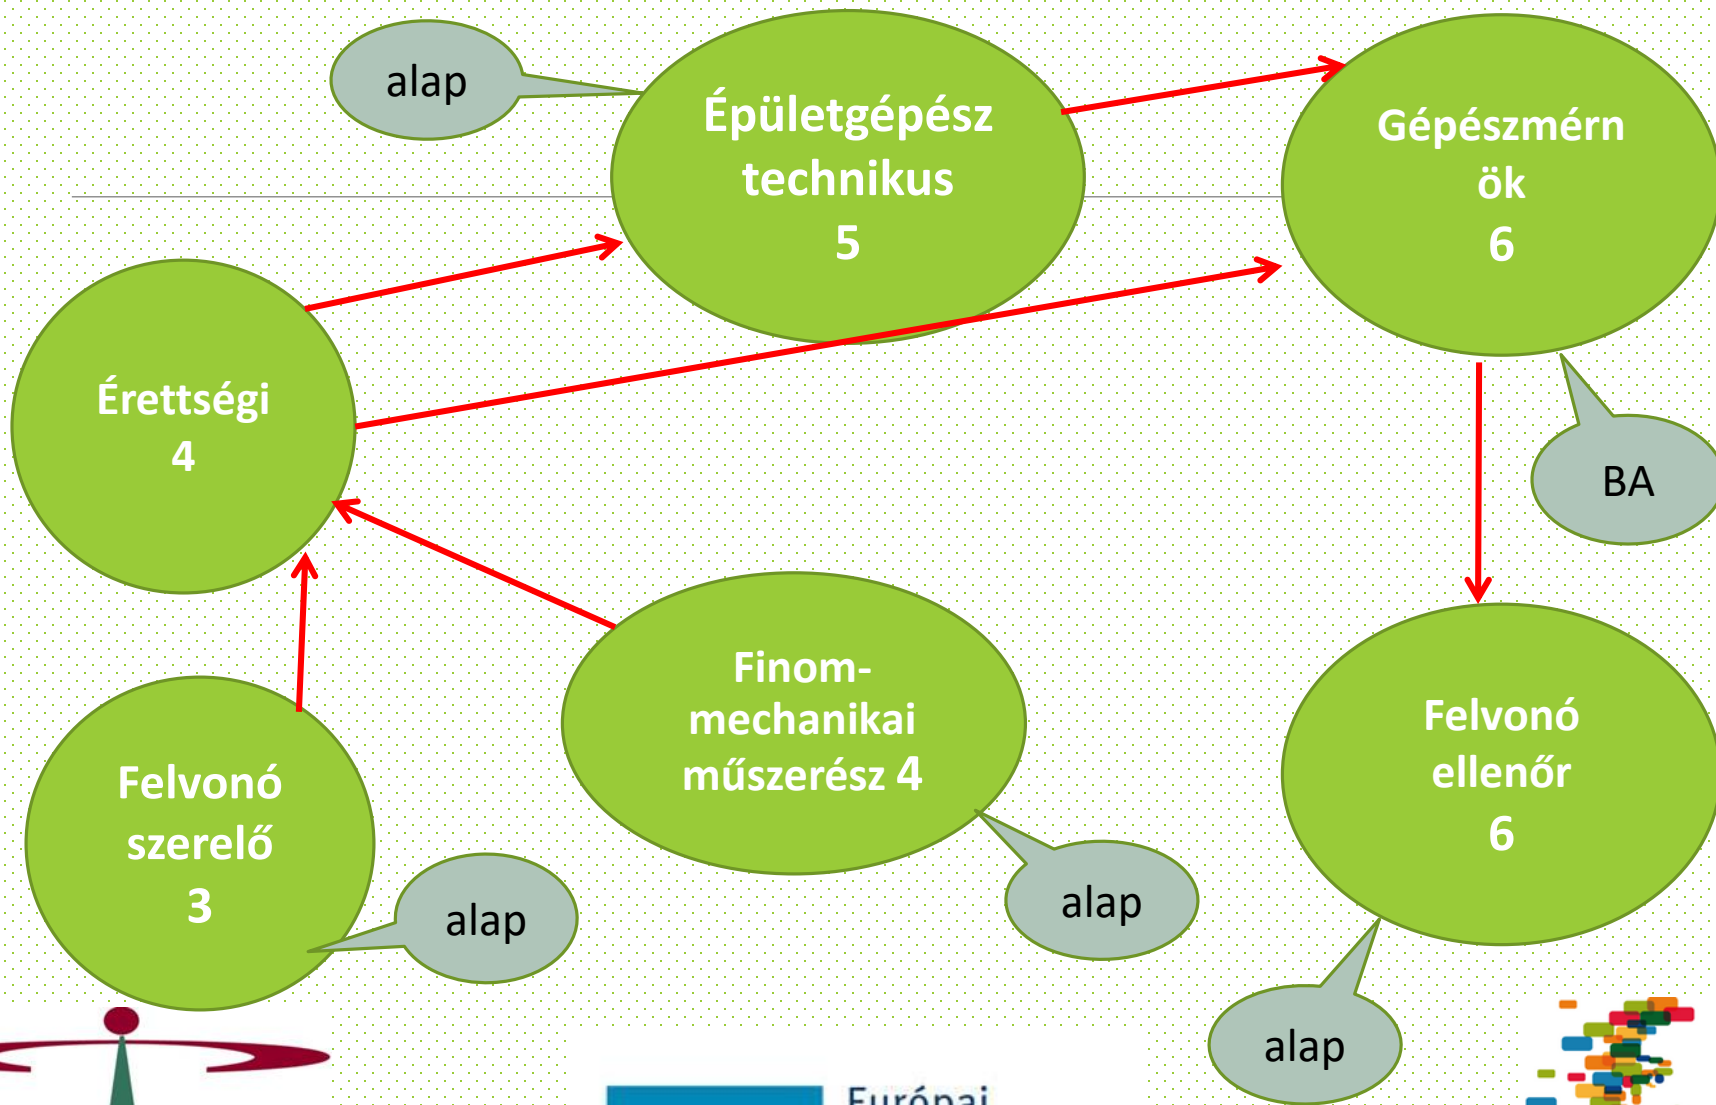 alap
Épületgépész
technikus
5
Gépészmérn
ök
6
Érettségi
4
BA
Finom-
mechanikai
műszerész 4
Felvonó
ellenőr
6
Felvonó
szerelő
3
alap
alap
alap
Európai